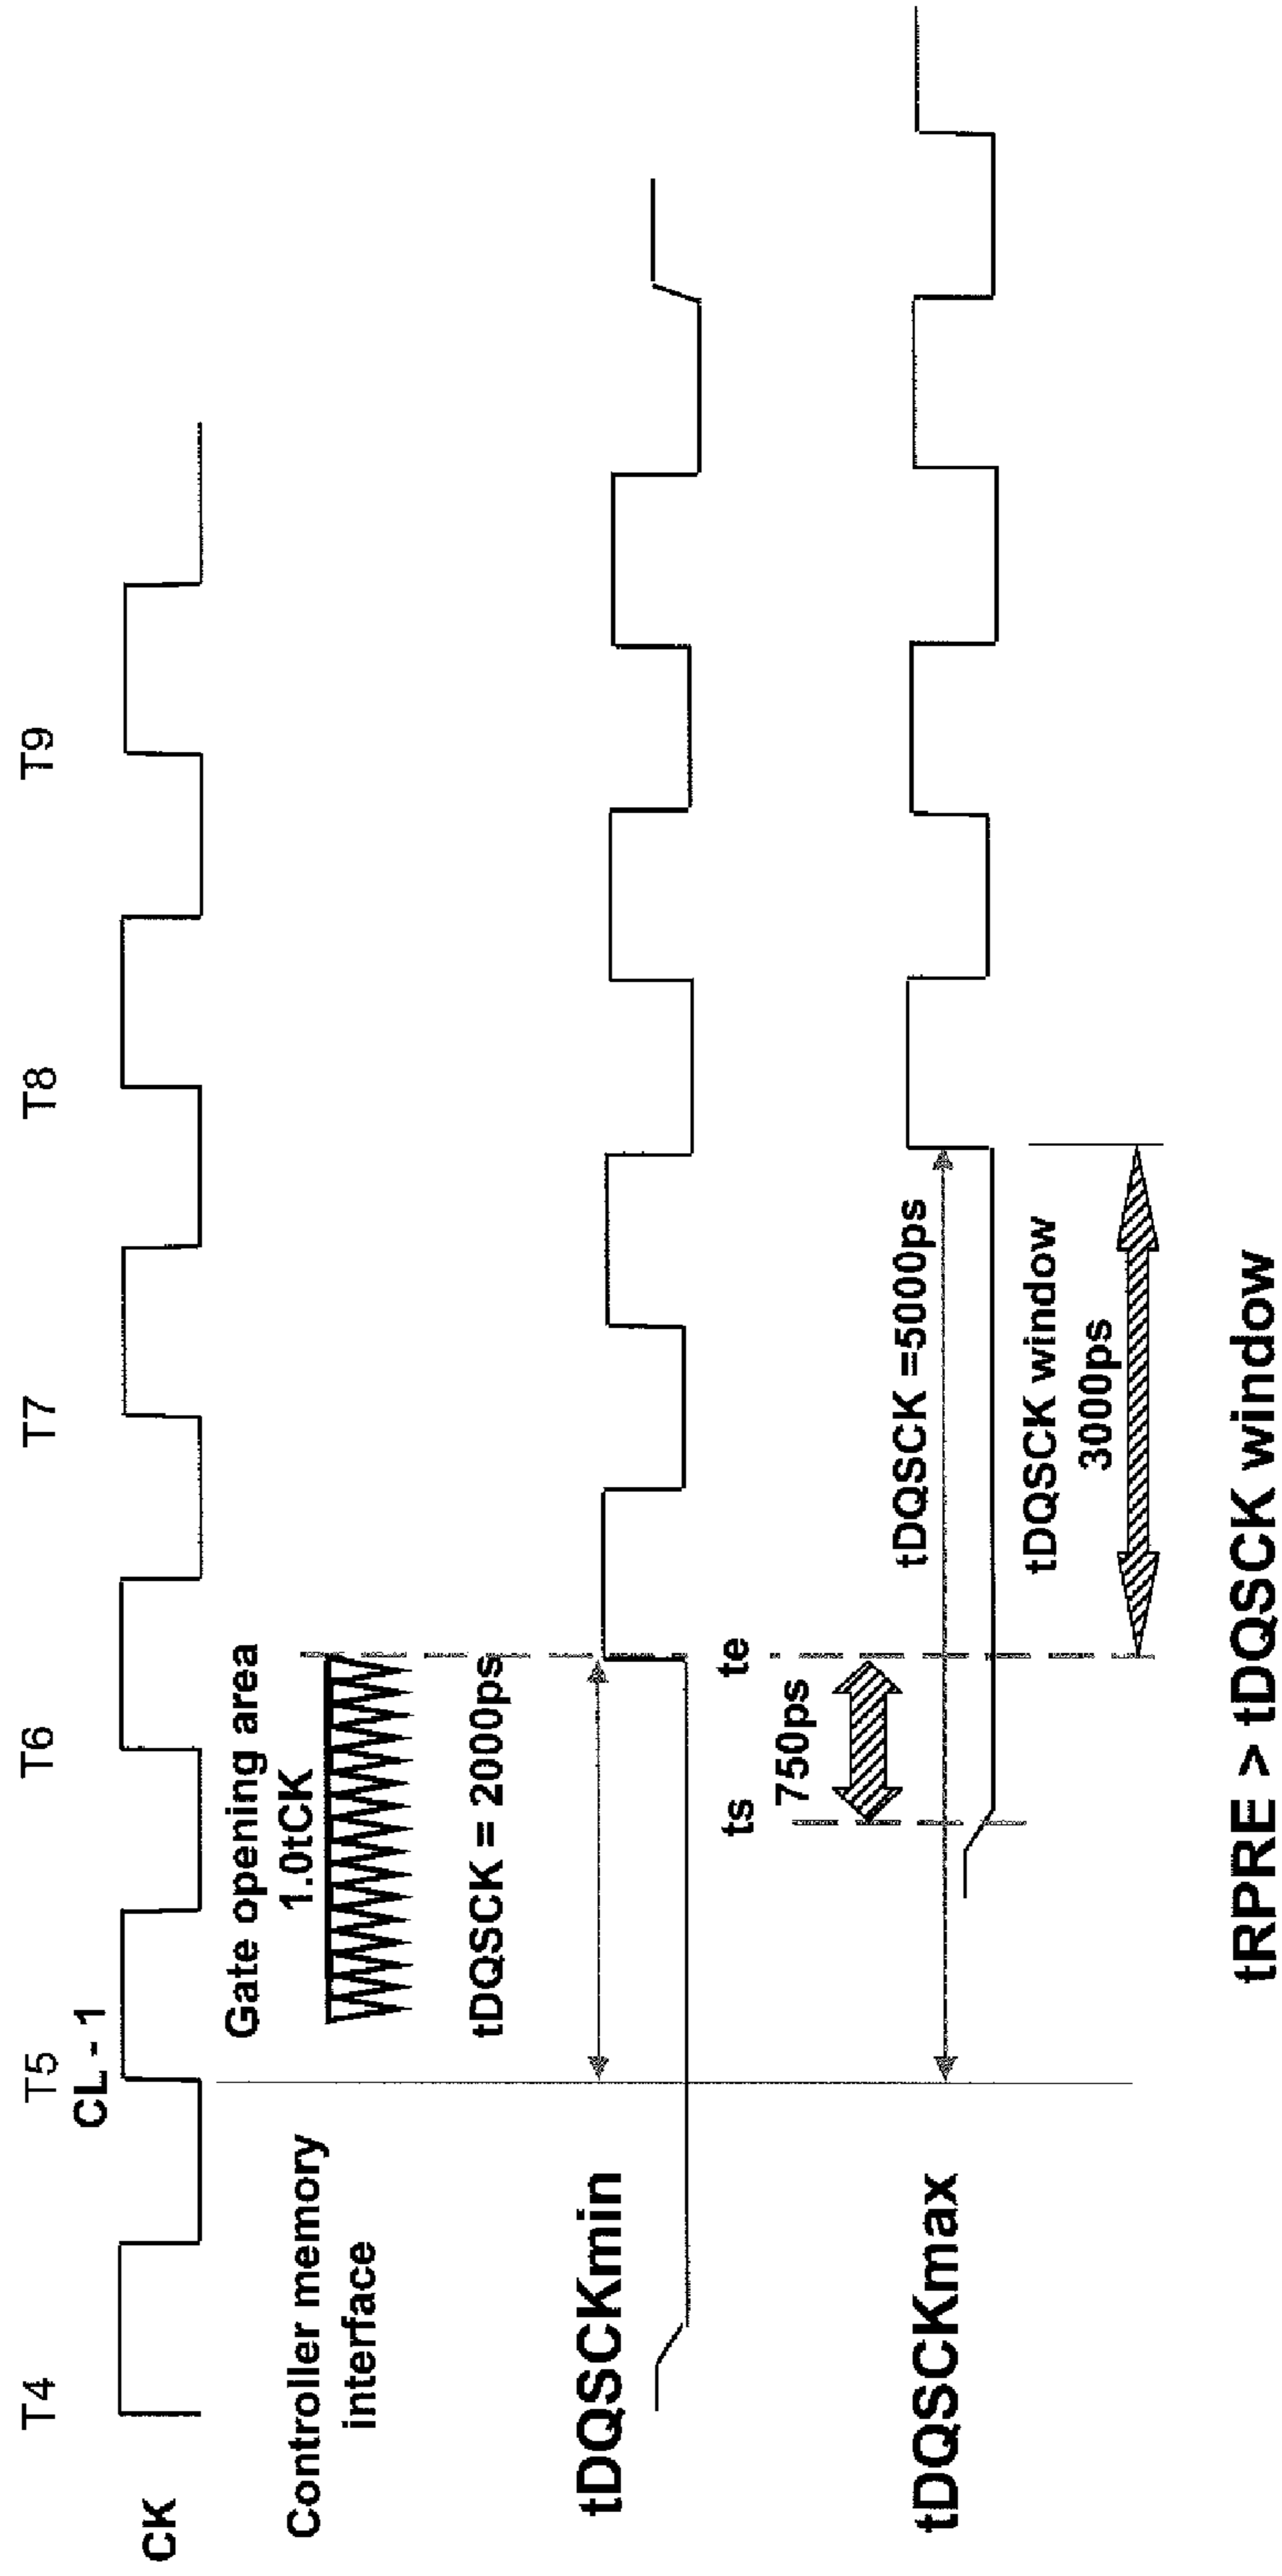 T4
T5
T6
T7
T8
T9
CL - 1
CK
Gate opening area
1.0tCK
Controller memory
interface
tDQSCK = 2000ps
tDQSCKmin
ts
te
750ps
tDQSCK =5000ps
tDQSCKmax
tDQSCK window
3000ps
tRPRE > tDQSCK window